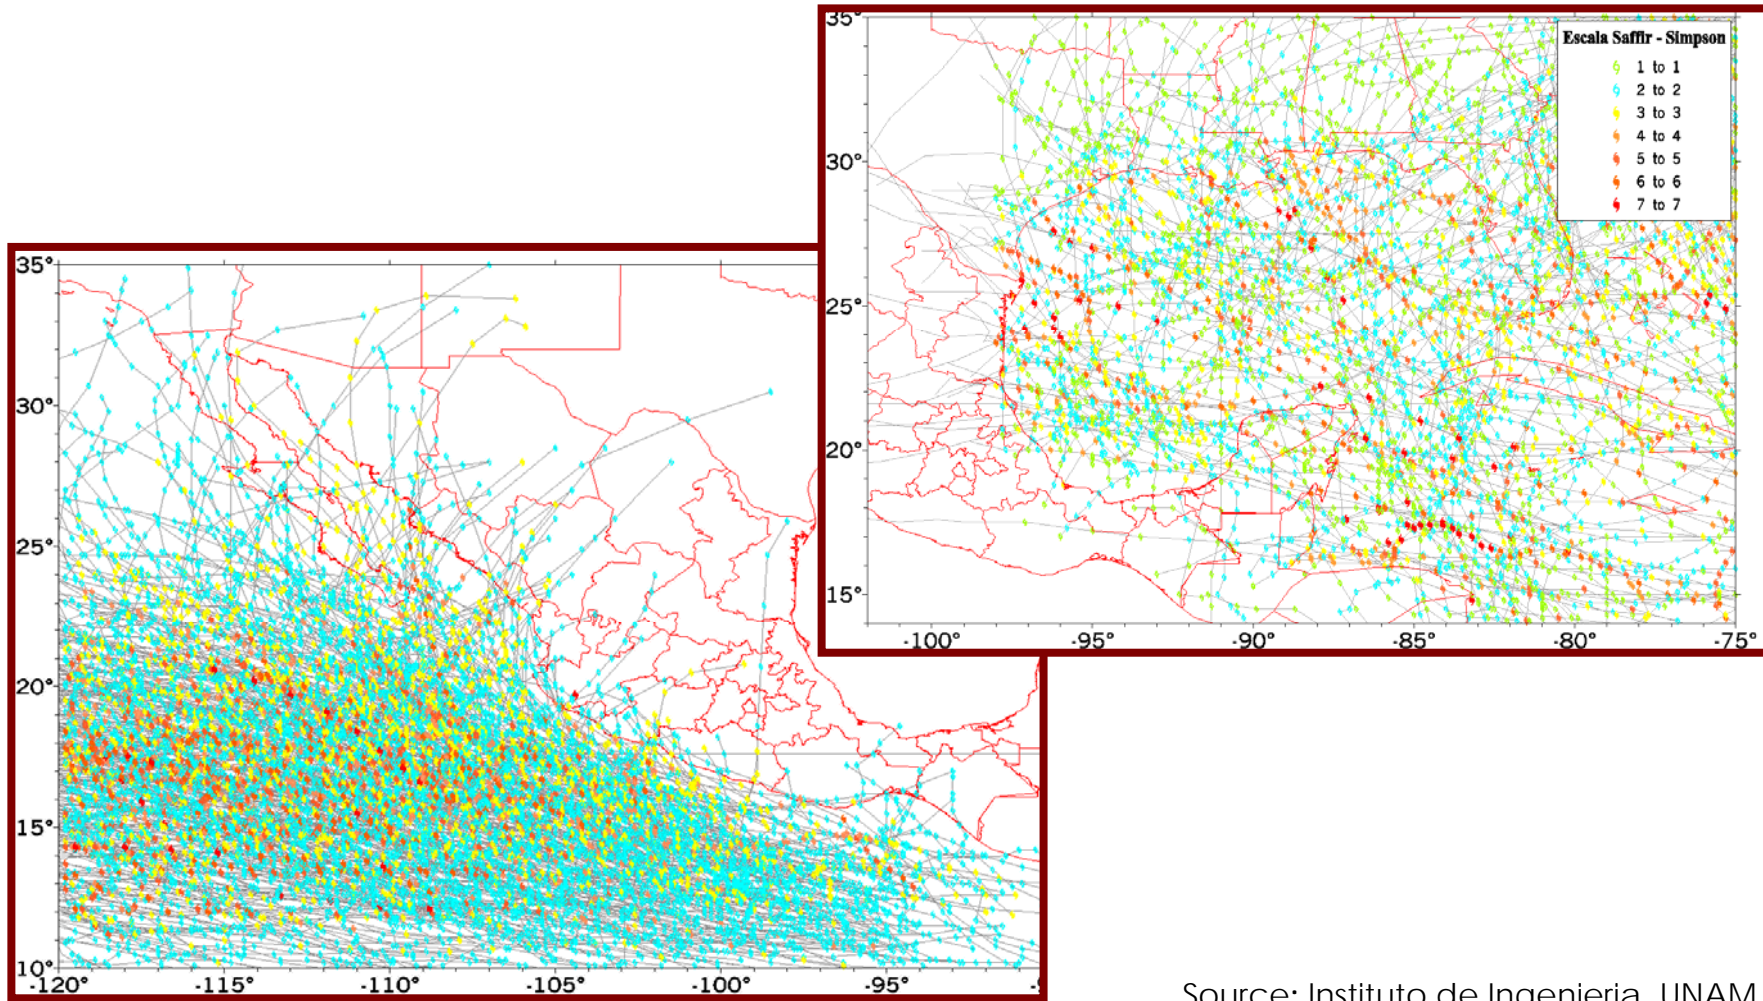 35°
30°
25°
20°
15°
-100°
-95°
-90°
-85°
-80°
-75°
Escala Saffir - Simpson
1 to 1
2 to 2
3 to 3
4 to 4
5 to 5
6 to 6
7 to 7
35°
30°
25°
20°
15°
10°
-120°
-115°
-110°
-105°
-100°
-95°
Source: Instituto de Ingenieria, UNAM